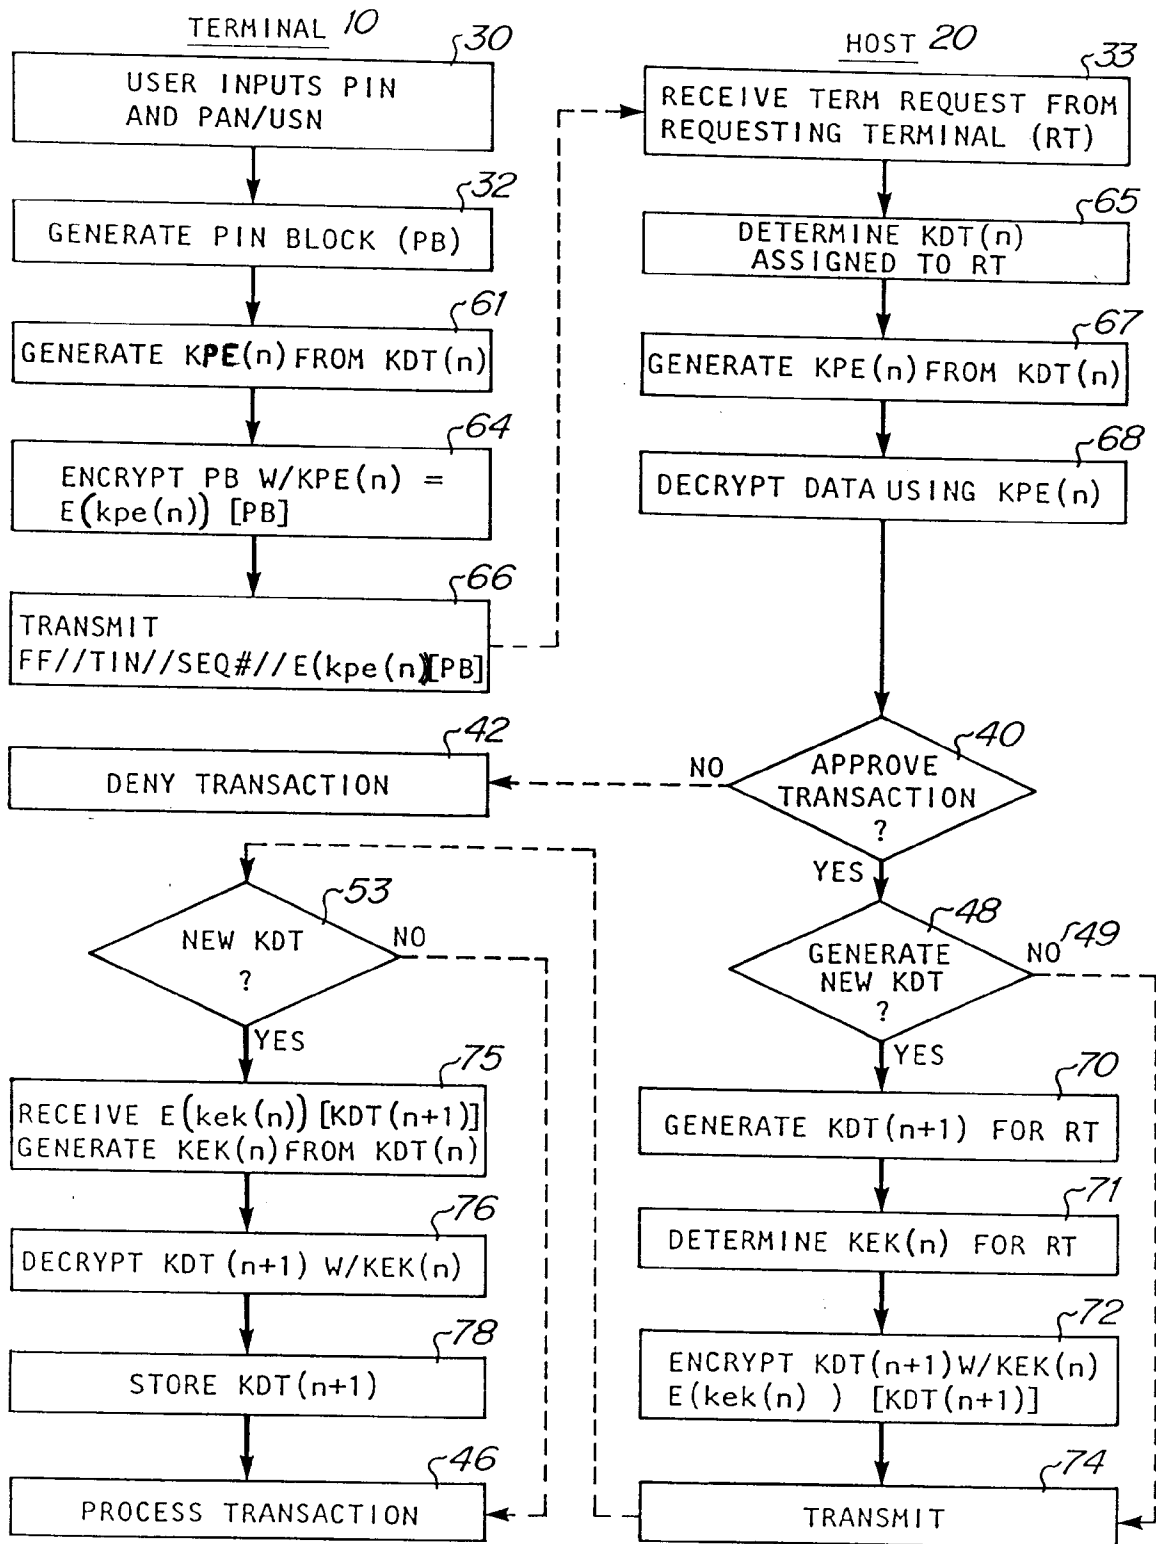 TERMINAL 10
30
USER INPUTS PIN
AND PAN/USN
32
GENERATE PIN BLOCK (PB)
61
GENERATE KPE(n) FROM KDT(n)
64
ENCRYPT PB W/KPE(n) =
E(kpe(n)) [PB]
66
TRANSMIT
FF//TIN//SEQ#//E(kpe(n)[PB]
42
DENY TRANSACTION
53
NEW KDT
?
NO
YES
75
RECEIVE E(kek(n)) [KDT(n+1)]
GENERATE KEK(n) FROM KDT(n)
76
DECRYPT KDT (n+1) W/KEK(n)
78
STORE KDT(n+1)
46
PROCESS TRANSACTION
HOST 20
33
RECEIVE TERM REQUEST FROM
REQUESTING TERMINAL (RT)
65
DETERMINE KDT(n)
ASSIGNED TO RT
67
GENERATE KPE(n) FROM KDT(n)
68
DECRYPT DATA USING KPE(n)
40
APPROVE
TRANSACTION
?
NO
YES
48
GENERATE
NEW KDT
?
NO 49
YES
70
GENERATE KDT(n+1) FOR RT
71
DETERMINE KEK(n) FOR RT
72
ENCRYPT KDT(n+1) W/KEK(n)
E(kek(n) ) [KDT(n+1)]
74
TRANSMIT